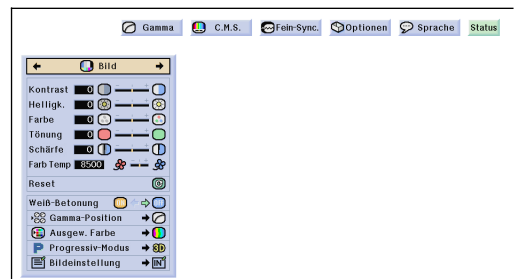 Gamma C.M.S. Fein-Sync. Optionen Sprache Status
Bild
Kontrast 0
Helligk. 0
Farbe 0
Tönung 0
Schärfe 0
Farb Temp 8500
Reset
Weiß-Betonung
Gamma-Position
Ausgew. Farbe
P Progressiv-Modus 3D
Bildeinstellung IN